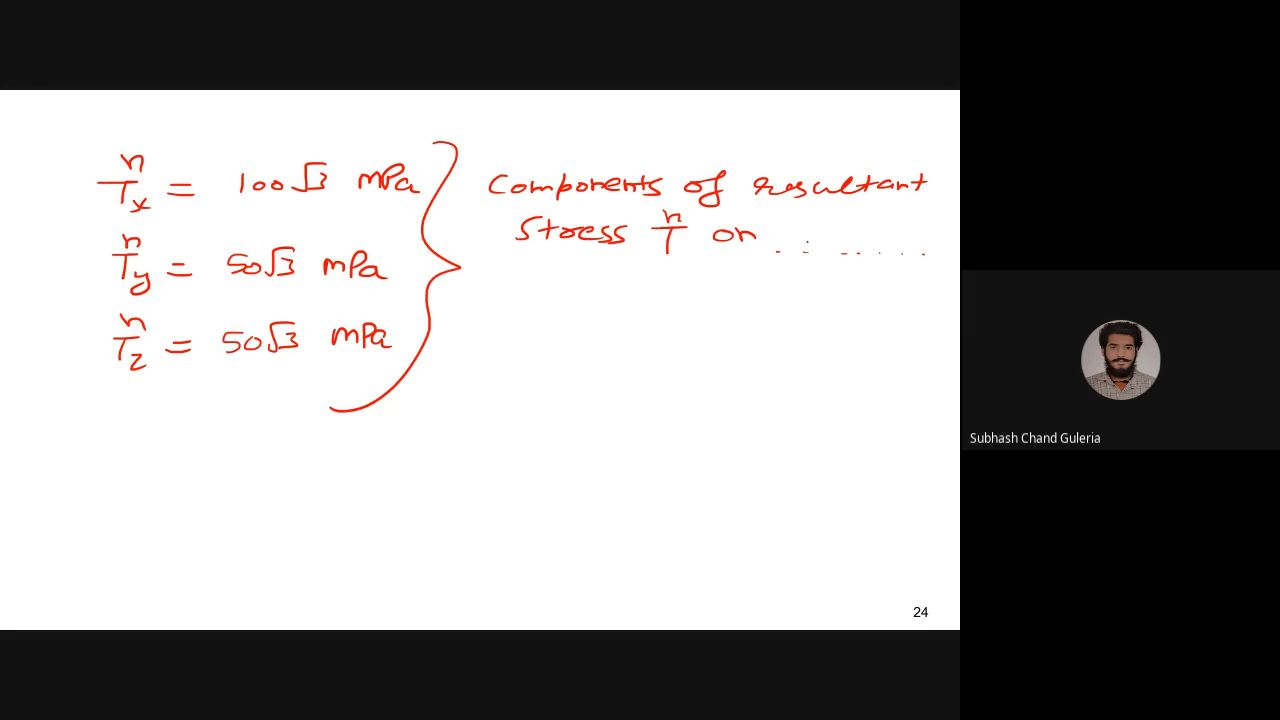 n
Tx = 100√3 mPa
n
Ty = 50√3 mPa
n
Tz = 50√3 mPa
Components of resultant
n
Stress T on ..........
24
Subhash Chand Guleria